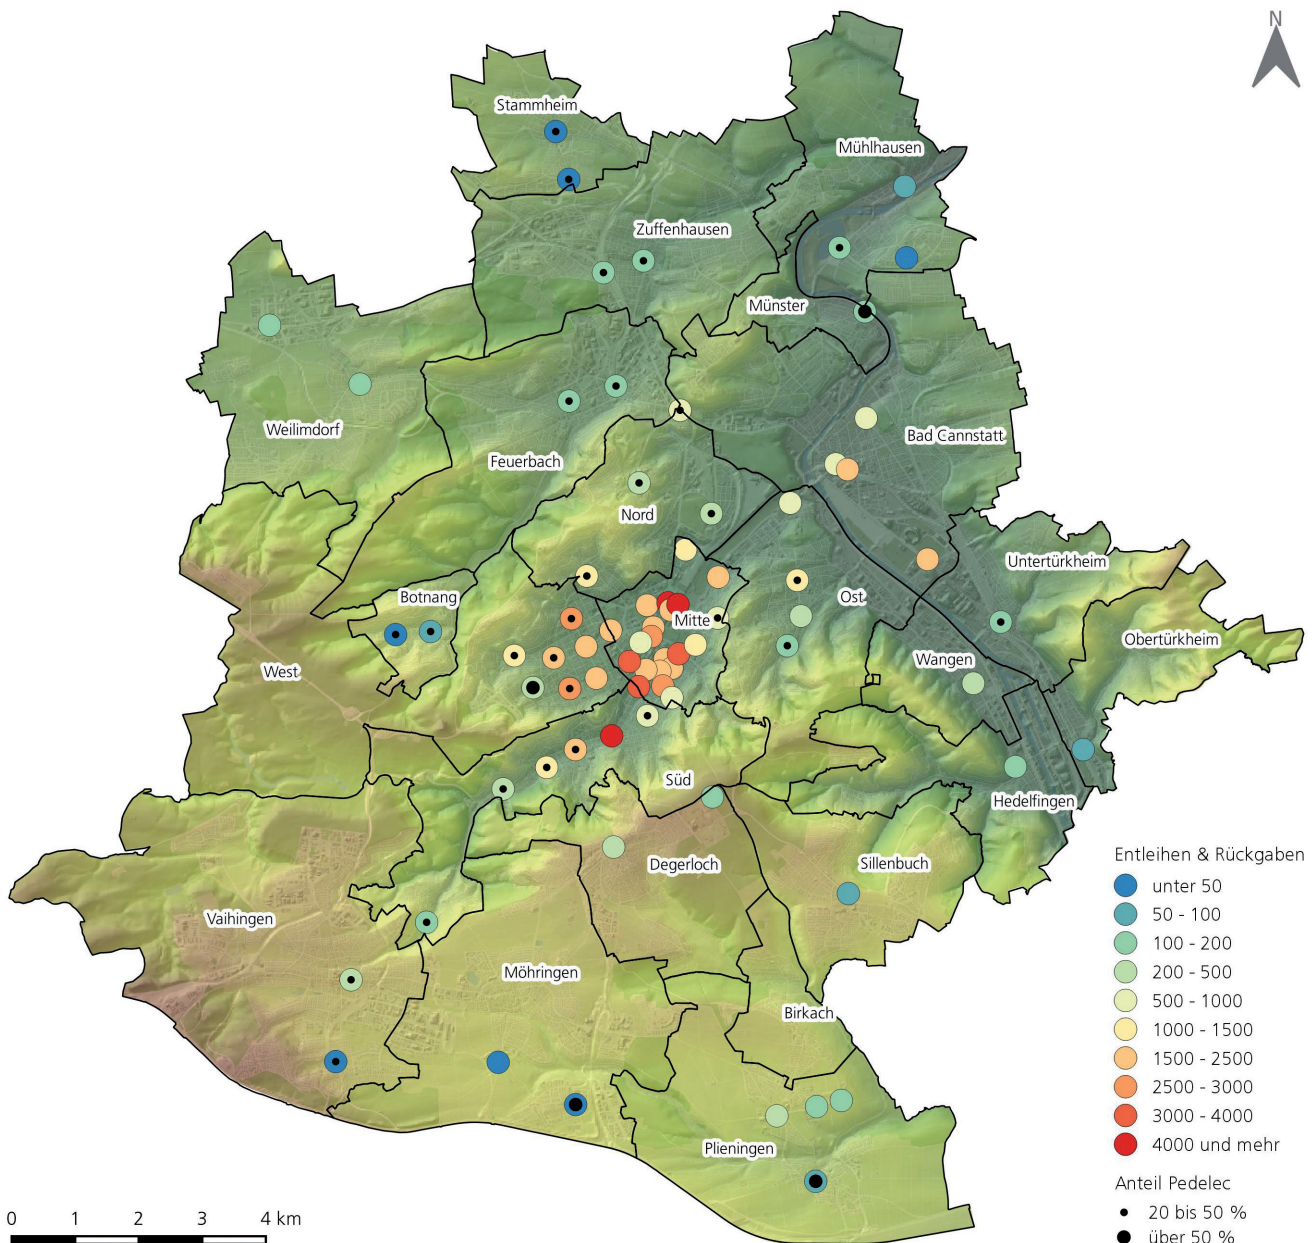 N
Stammheim
Mühlhausen
Zuffenhausen
Münster
Weilimdorf
Bad Cannstatt
Feuerbach
Nord
Untertürkheim
Botnang
Ost
Mitte
Obertürkheim
West
Wangen
Süd
Hedelfingen
Degerloch
Sillenbuch
Vaihingen
Möhringen
Birkach
Plieningen
Entleihen & Rückgaben
unter 50
50 - 100
100 - 200
200 - 500
500 - 1000
1000 - 1500
1500 - 2500
2500 - 3000
3000 - 4000
4000 und mehr
Anteil Pedelec
20 bis 50 %
über 50 %
0 1 2 3 4 km